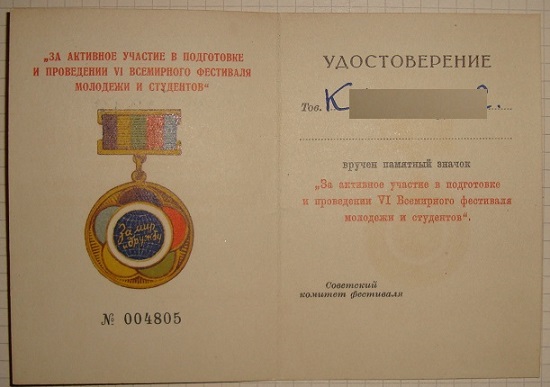 „ЗА АКТИВНОЕ УЧАСТИЕ В ПОДГОТОВКЕ
И ПРОВЕДЕНИИ VI ВСЕМИРНОГО ФЕСТИВАЛЯ
МОЛОДЕЖИ И СТУДЕНТОВ“
За мир
и дружбу
№ 004805
УДОСТОВЕРЕНИЕ
Тов. К
вручен памятный значок
„За активное участие в подготовке
и проведении VI Всемирного фестиваля
молодежи и студентов“.
Советский
комитет фестиваля